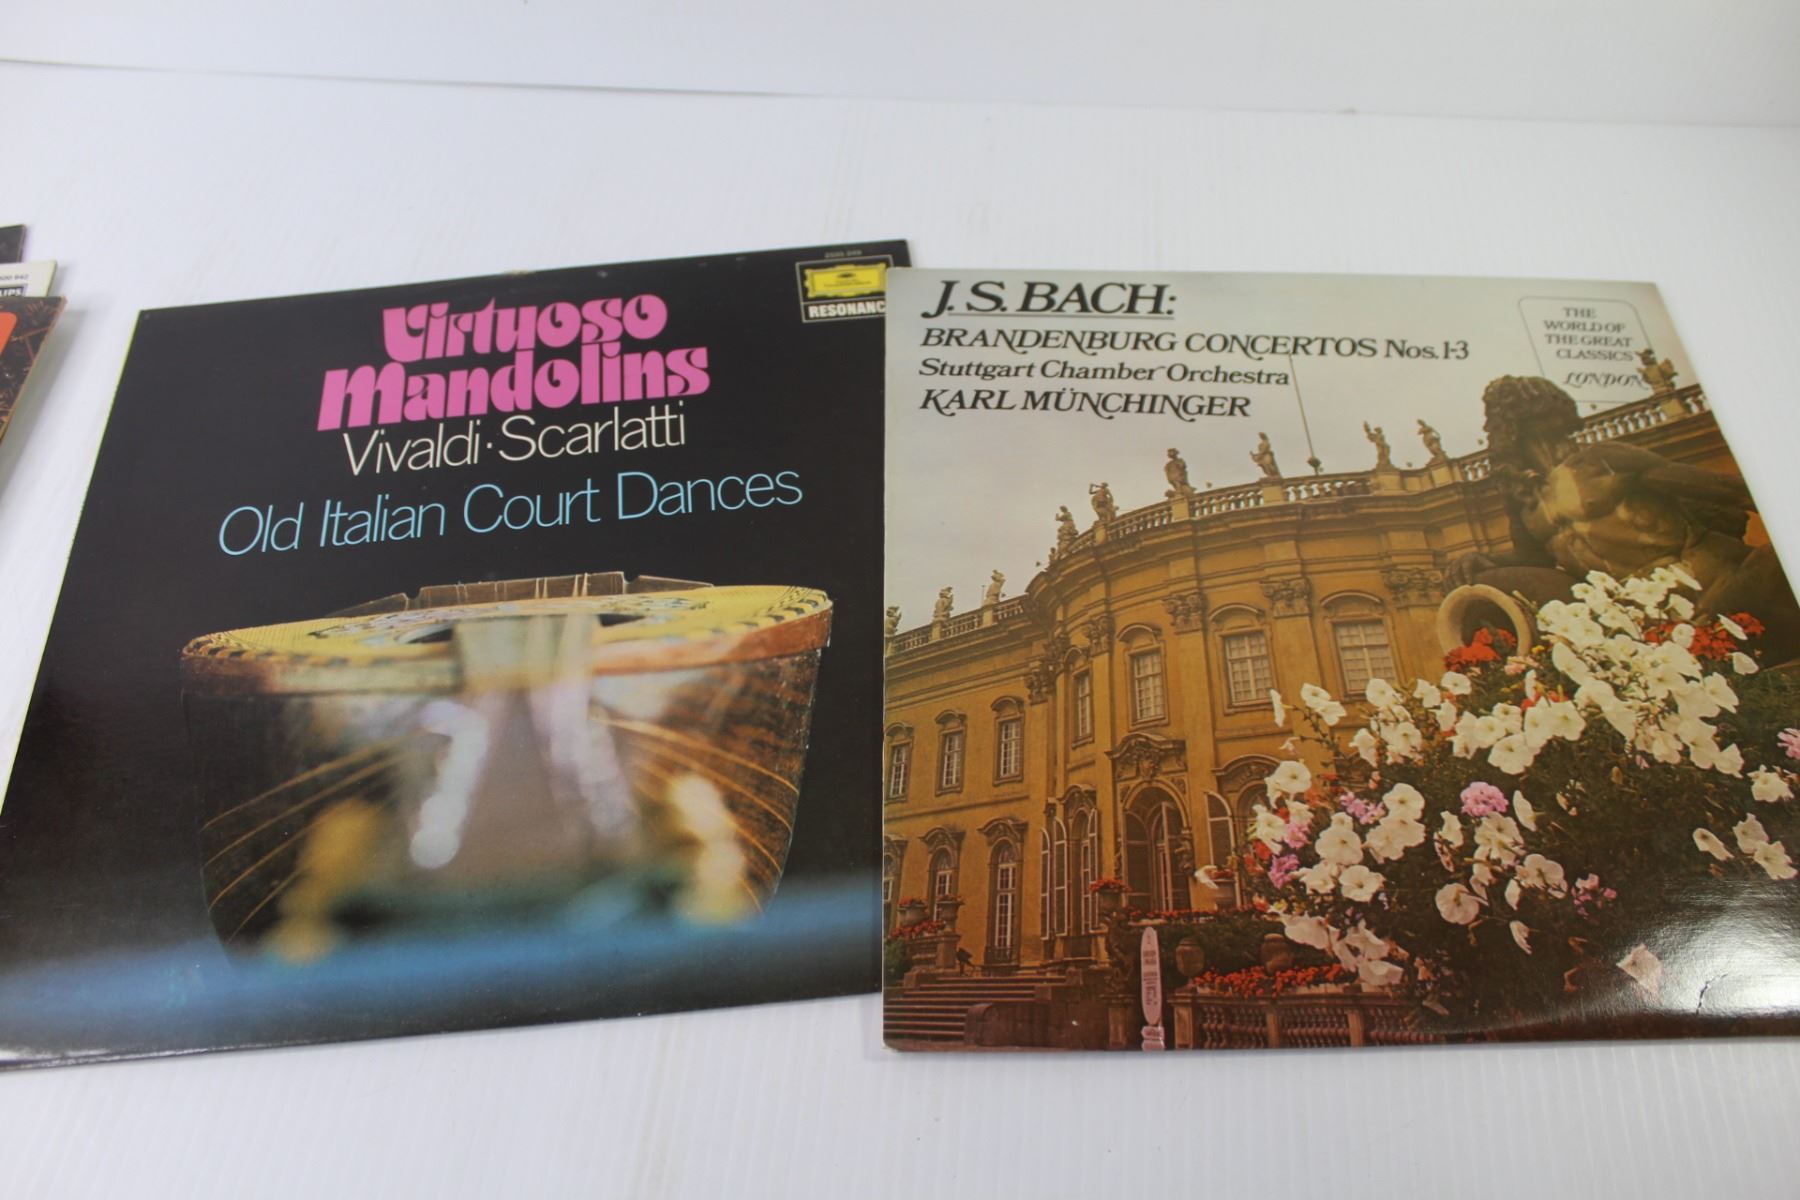 Virtuoso
Mandolins
Vivaldi · Scarlatti
Old Italian Court Dances
RESONANC
J. S. BACH:
BRANDENBURG CONCERTOS Nos. 1-3
Stuttgart Chamber Orchestra
KARL MÜNCHINGER
THE
WORLD OF
THE GREAT
CLASSICS
LONDON